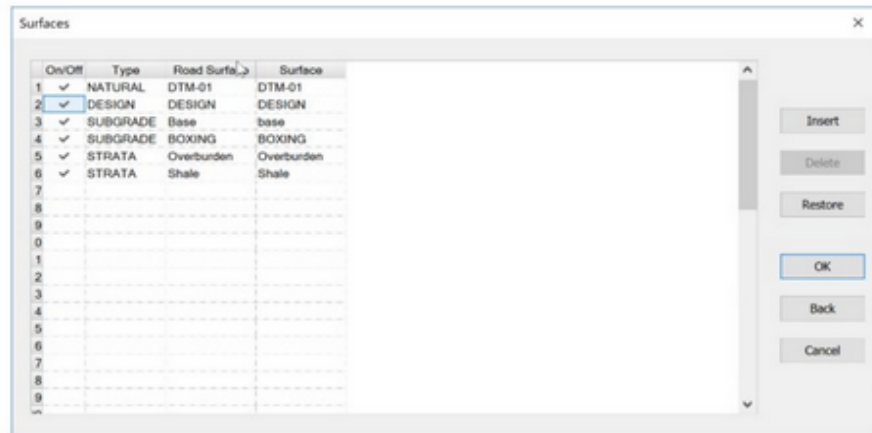 Surfaces
On/Off Type Road Surface Surface
1 NATURAL DTM-01 DTM-01
2 DESIGN DESIGN DESIGN
3 SUBGRADE Base base
4 SUBGRADE BOXING BOXING
5 STRATA Overburden Overburden
6 STRATA Shale Shale
7
8
9
0
1
2
3
4
5
6
7
8
9
Insert
Delete
Restore
OK
Back
Cancel